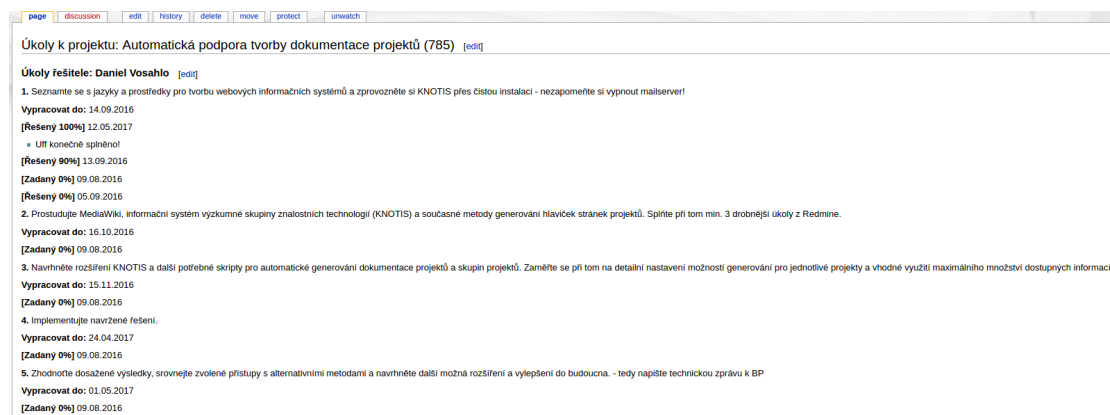 page discussion edit history delete move protect unwatch
Úkoly k projektu: Automatická podpora tvorby dokumentace projektů (785) [edit]
Úkoly řešitele: Daniel Vosahlo [edit]
1. Seznamte se s jazyky a prostředky pro tvorbu webových informačních systémů a zprovozněte si KNOTIS přes čistou instalaci - nezapomeňte si vypnout mailserver!
Vypracovat do: 14.09.2016
[Řešený 100%] 12.05.2017
Uff konečně splněno!
[Řešený 90%] 13.09.2016
[Zadaný 0%] 09.08.2016
[Řešený 0%] 05.09.2016
2. Prostudujte MediaWiki, informační systém výzkumné skupiny znalostních technologií (KNOTIS) a současné metody generování hlaviček stránek projektů. Splňte při tom min. 3 drobnější úkoly z Redmine.
Vypracovat do: 16.10.2016
[Zadaný 0%] 09.08.2016
3. Navrhněte rozšíření KNOTIS a další potřebné skripty pro automatické generování dokumentace projektů a skupin projektů. Zaměřte se při tom na detailní nastavení možností generování pro jednotlivé projekty a vhodné využití maximálního množství dostupných informací
Vypracovat do: 15.11.2016
[Zadaný 0%] 09.08.2016
4. Implementujte navržené řešení.
Vypracovat do: 24.04.2017
[Zadaný 0%] 09.08.2016
5. Zhodnoťte dosažené výsledky, srovnejte zvolené přístupy s alternativními metodami a navrhněte další možná rozšíření a vylepšení do budoucna. - tedy napište technickou zprávu k BP
Vypracovat do: 01.05.2017
[Zadaný 0%] 09.08.2016